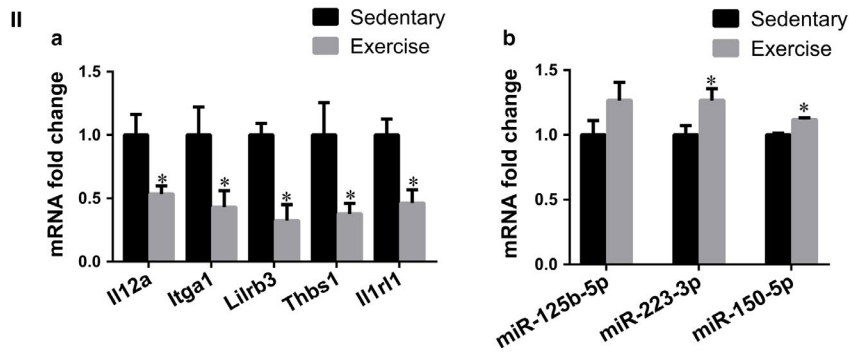 II
a
Sedentary
Exercise
mRNA fold change
1.5
1.0
0.5
0.0
*
*
*
*
*
Il12a
Itga1
Lilrb3
Thbs1
Il1rl1
b
Sedentary
Exercise
mRNA fold change
1.5
1.0
0.5
0.0
*
*
miR-125b-5p
miR-223-3p
miR-150-5p